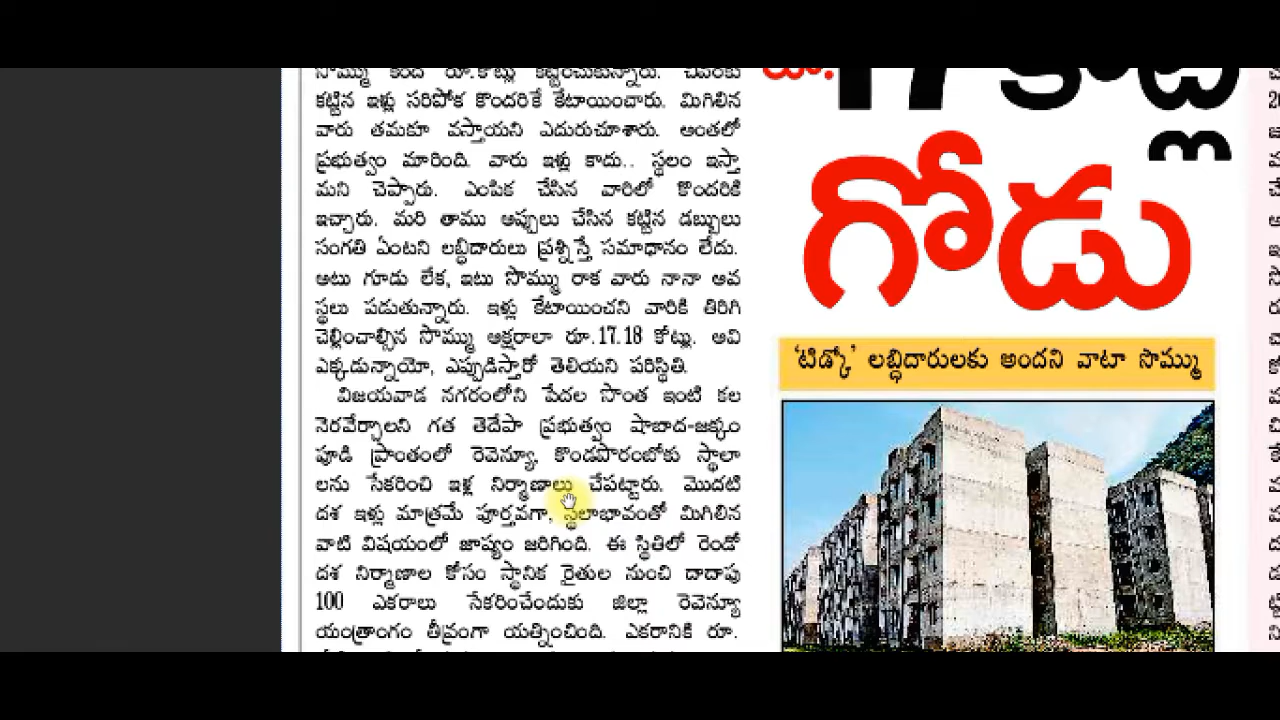 సొమ్ము కింద రూ.కోట్లు కట్టించుకున్నారు. చివరకు
కట్టిన ఇళ్లు సరిపోక కొందరికే కేటాయించారు. మిగిలిన
వారు తమకూ వస్తాయని ఎదురుచూశారు. అంతలో
ప్రభుత్వం మారింది. వారు ఇళ్లు కాదు.. స్థలం ఇస్తా
మని చెప్పారు. ఎంపిక చేసిన వారిలో కొందరికి
ఇచ్చారు. మరి తాము అప్పులు చేసిన కట్టిన డబ్బులు
సంగతి ఏంటని లబ్ధిదారులు ప్రశ్నిస్తే సమాధానం లేదు.
అటు గూడు లేక, ఇటు సొమ్ము రాక వారు నానా అవ
స్థలు పడుతున్నారు. ఇళ్లు కేటాయించని వారికి తిరిగి
చెల్లించాల్సిన సొమ్ము అక్షరాలా రూ.17.18 కోట్లు. అవి
ఎక్కడున్నాయో, ఎప్పుడిస్తారో తెలియని పరిస్థితి.
విజయవాడ నగరంలోని పేదల సొంత ఇంటి కల
నెరవేర్చాలని గత తెదేపా ప్రభుత్వం షాబాద-జక్కం
పూడి ప్రాంతంలో రెవెన్యూ, కొండపొరంబోకు స్థాలా
లను సేకరించి ఇళ్ల నిర్మాణాలు చేపట్టారు. మొదటి
దశ ఇళ్లు మాత్రమే పూర్తవగా, స్థలాభావంతో మిగిలిన
వాటి విషయంలో జాప్యం జరిగింది. ఈ స్థితిలో రెండో
దశ నిర్మాణాల కోసం స్థానిక రైతుల నుంచి దాదాపు
100 ఎకరాలు సేకరించేందుకు జిల్లా రెవెన్యూ
యంత్రాంగం తీవ్రంగా యత్నించింది. ఎకరానికి రూ.
రూ.17 కోట్ల
గోడు
‘టిడ్కో’ లబ్ధిదారులకు అందని వాటా సొమ్ము